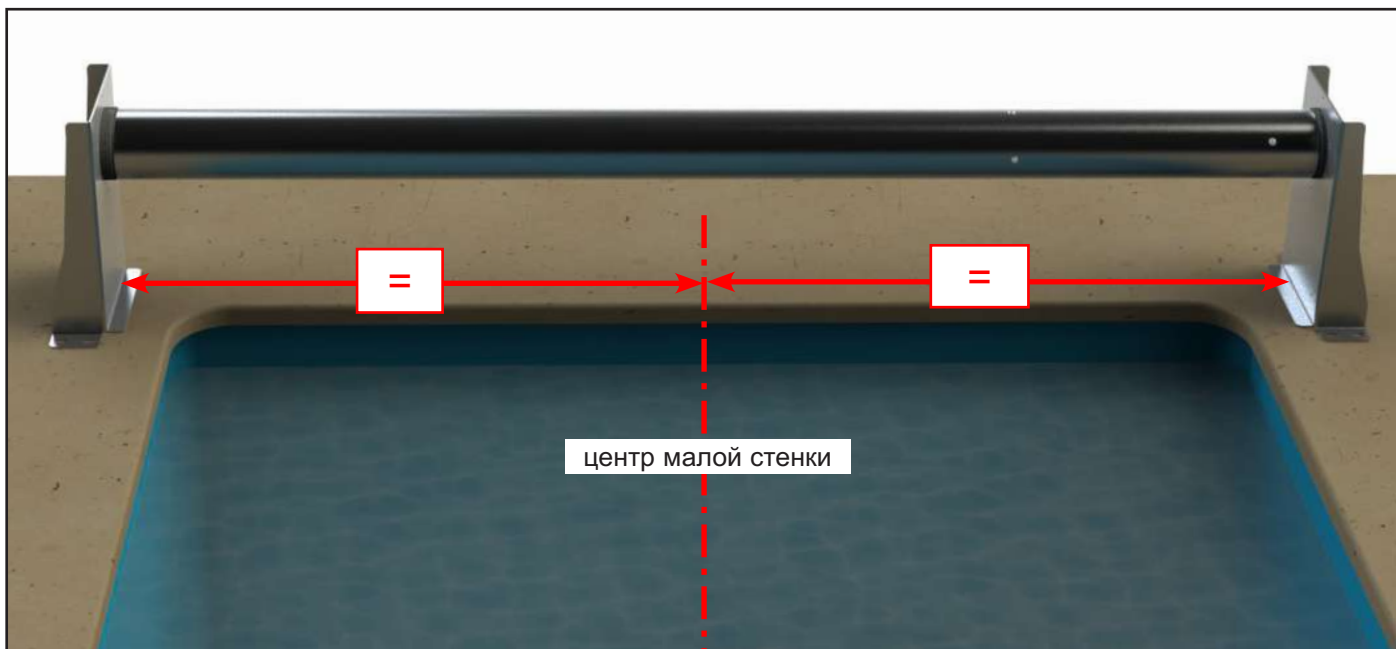 = =
центр малой стенки